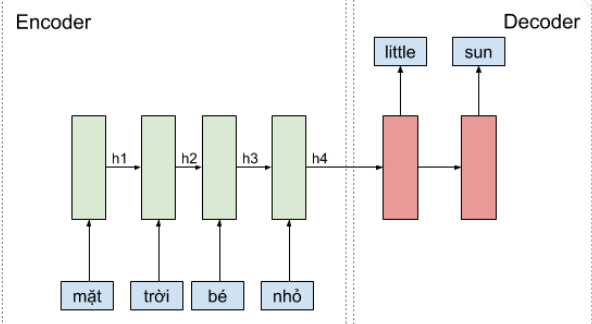 Encoder
Decoder
little
sun
h1
h2
h3
h4
mặt
trời
bé
nhỏ